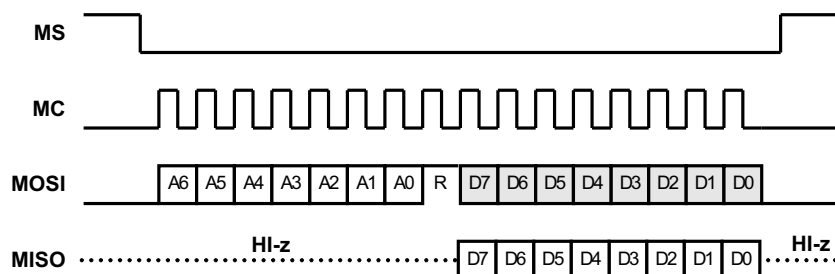 MS
MC
MOSI A6 A5 A4 A3 A2 A1 A0 R D7 D6 D5 D4 D3 D2 D1 D0
HI-z HI-z
MISO D7 D6 D5 D4 D3 D2 D1 D0